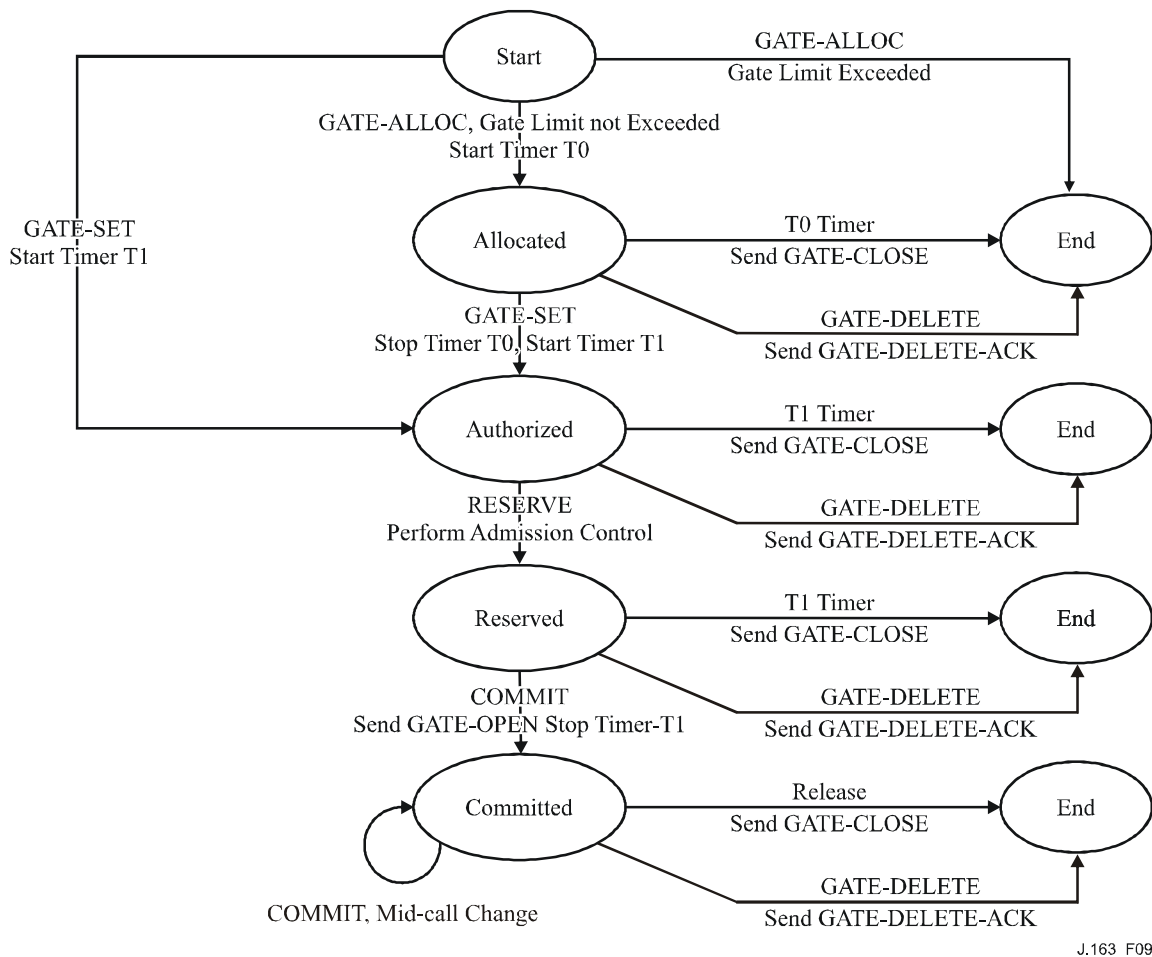 Start
GATE-ALLOC
Gate Limit Exceeded
GATE-ALLOC, Gate Limit not Exceeded
Start Timer T0
GATE-SET
Start Timer T1
Allocated
T0 Timer
Send GATE-CLOSE
End
GATE-DELETE
Send GATE-DELETE-ACK
GATE-SET
Stop Timer T0, Start Timer T1
Authorized
T1 Timer
Send GATE-CLOSE
End
GATE-DELETE
Send GATE-DELETE-ACK
RESERVE
Perform Admission Control
Reserved
T1 Timer
Send GATE-CLOSE
End
GATE-DELETE
Send GATE-DELETE-ACK
COMMIT
Send GATE-OPEN Stop Timer-T1
Committed
Release
Send GATE-CLOSE
End
GATE-DELETE
Send GATE-DELETE-ACK
COMMIT, Mid-call Change
J.163_F09